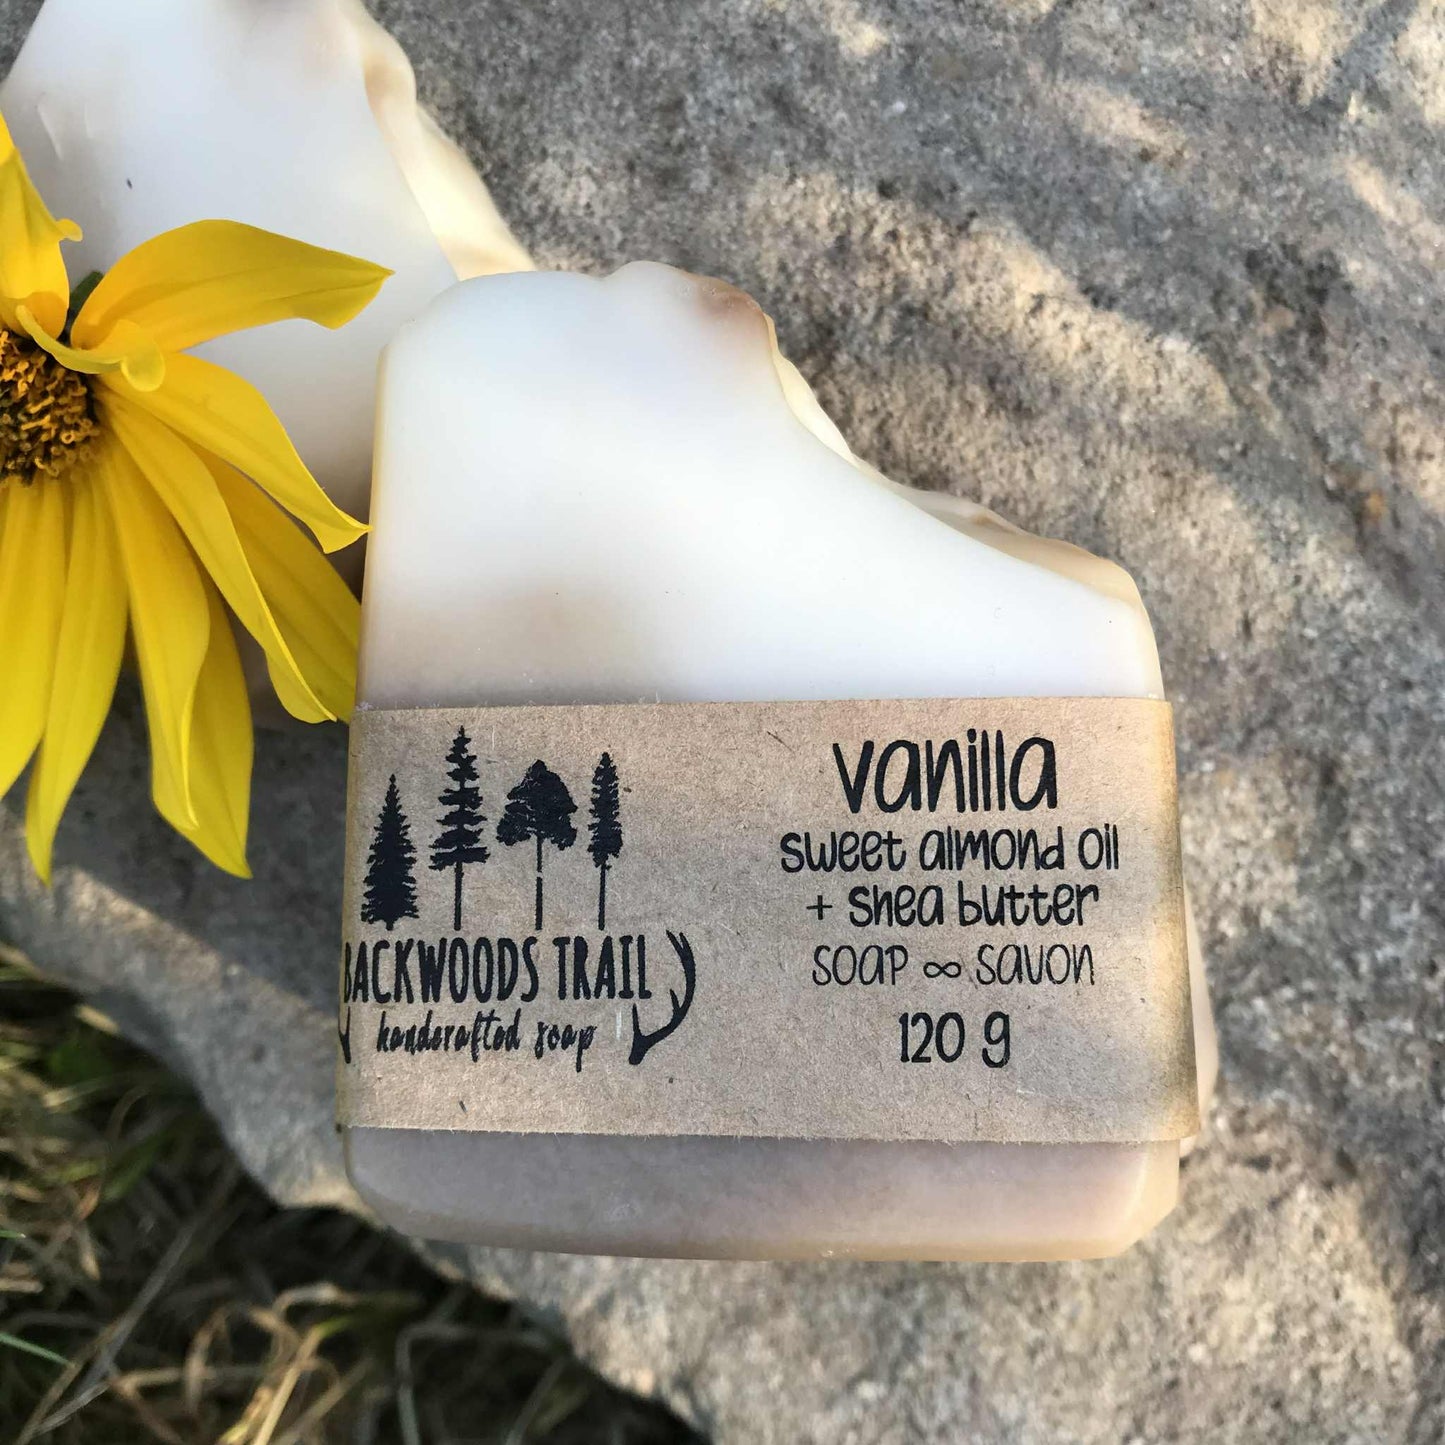 BACKWOODS TRAIL
handcrafted soap
vanilla
sweet almond oil
+ shea butter
soap ∞ savon
120 g